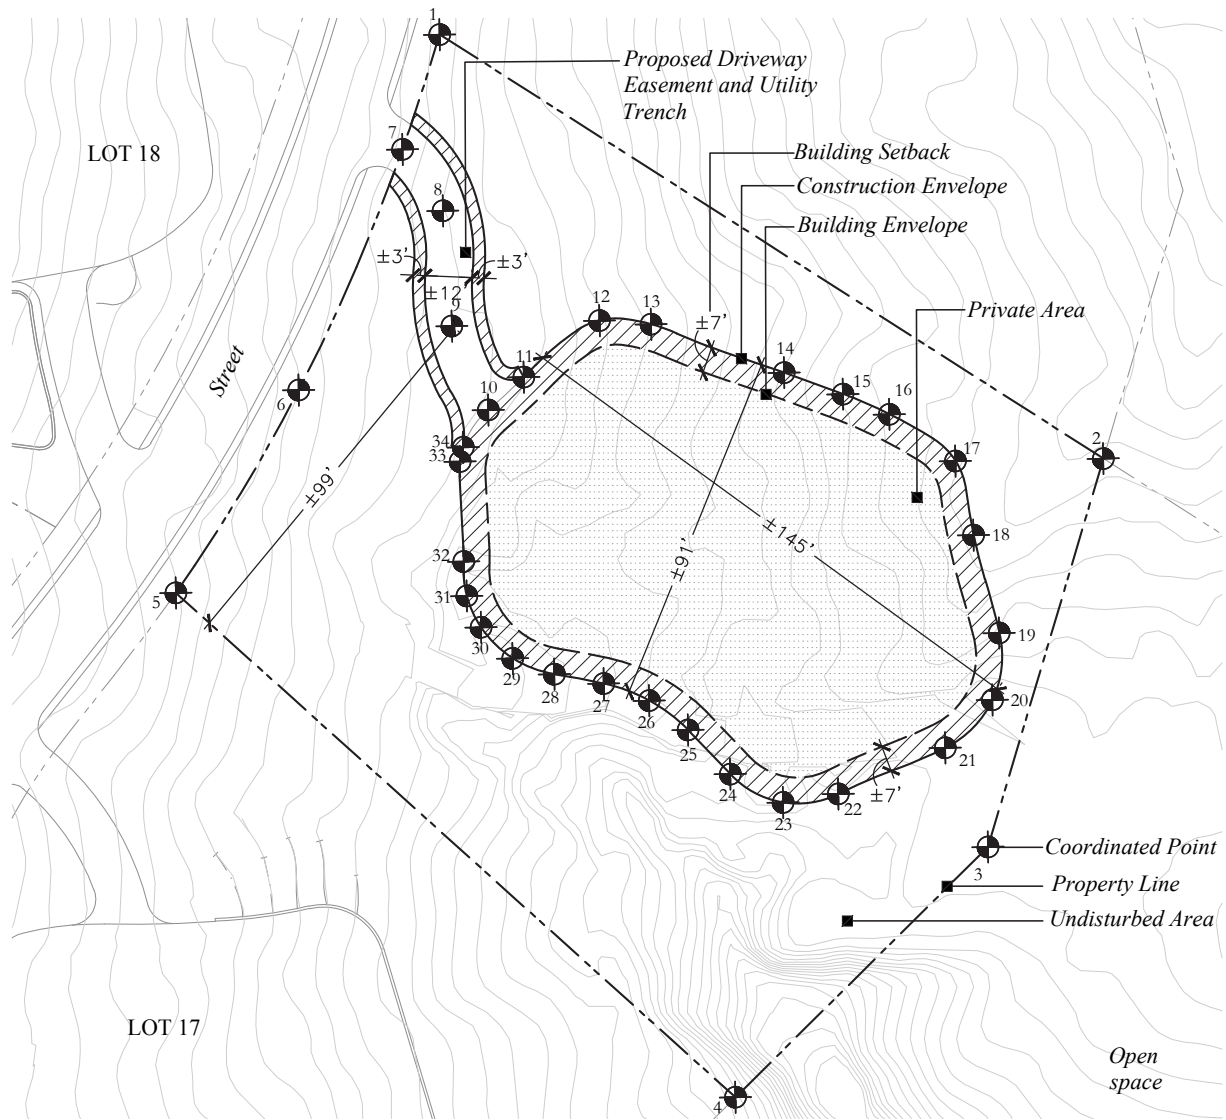 1
Proposed Driveway
Easement and Utility
Trench
7
LOT 18
Building Setback
Construction Envelope
8
Building Envelope
±3'
±3'
±12'
9
12
13
±7'
Private Area
11
14
Street
6
10
15
16
34
33
17
2
±99'
±145'
18
±91'
32
5
31
30
19
29
28
27
26
20
25
21
24
±7'
22
23
Coordinated Point
3
Property Line
Undisturbed Area
LOT 17
Open
space
4